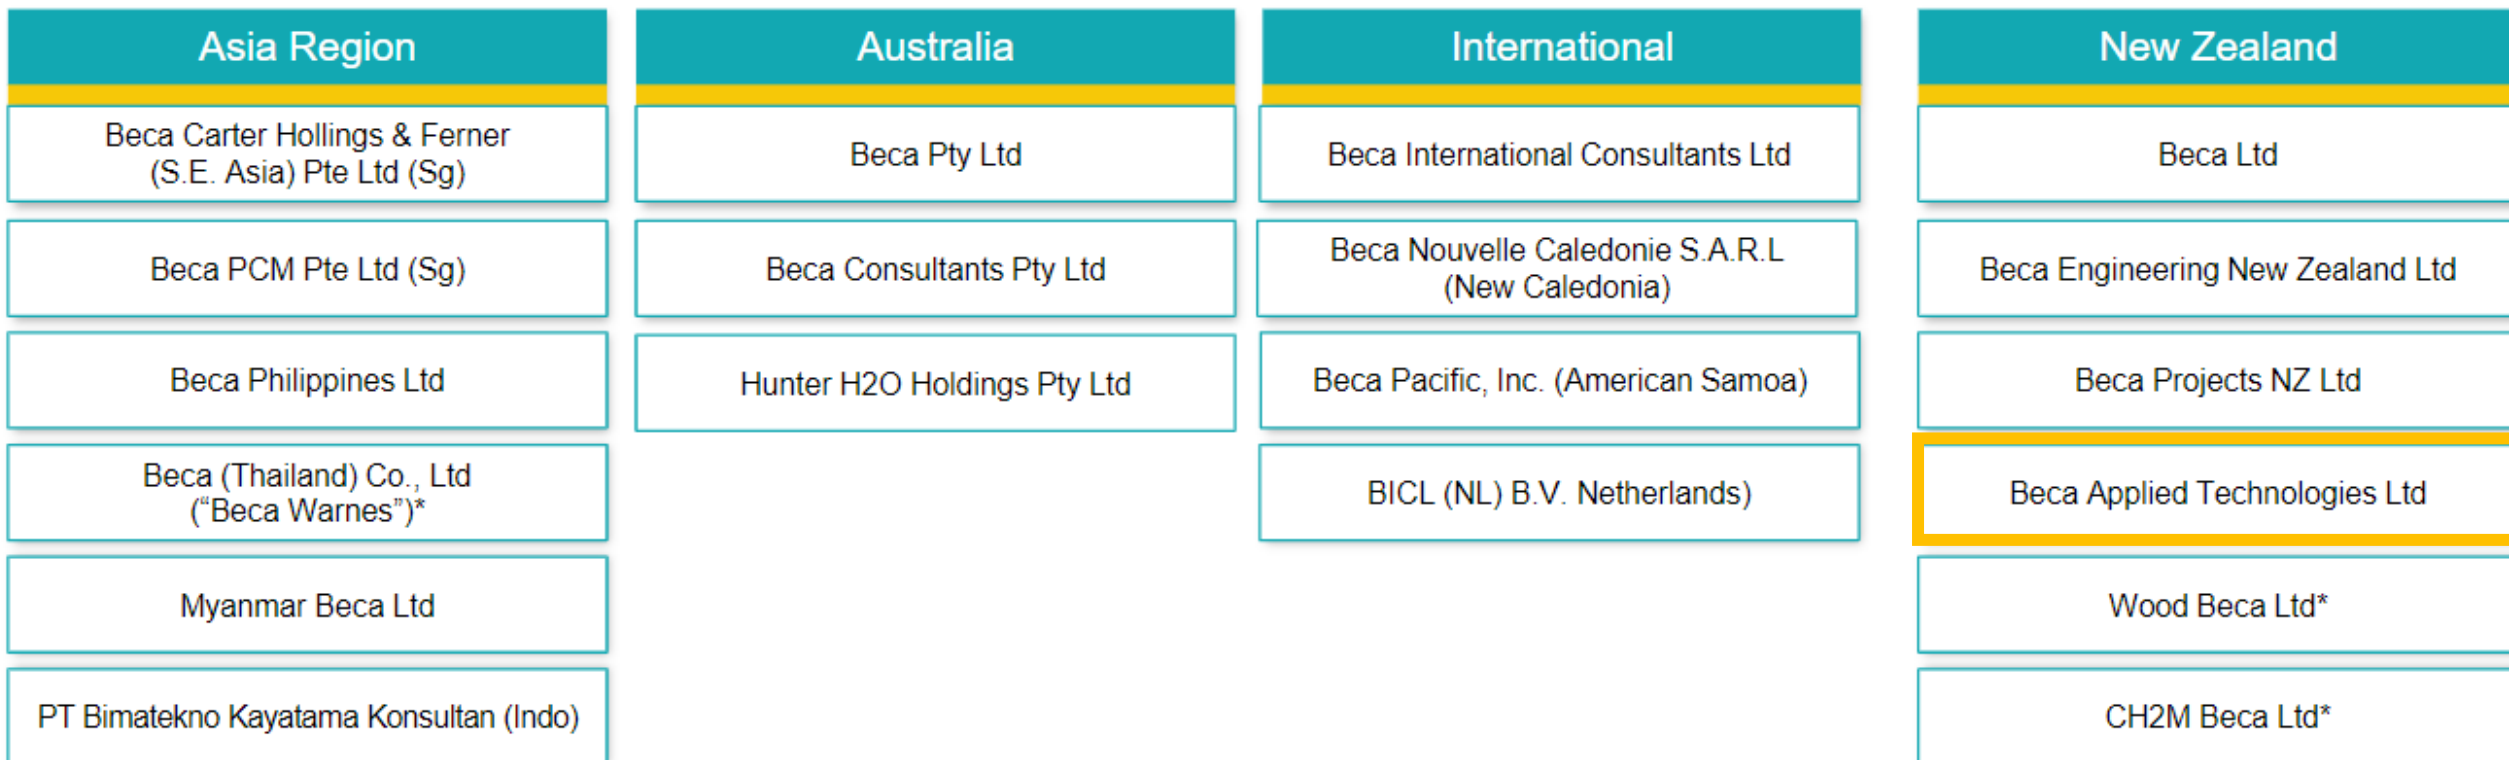 Asia Region
Beca Carter Hollings & Ferner
(S.E. Asia) Pte Ltd (Sg)
Beca PCM Pte Ltd (Sg)
Beca Philippines Ltd
Beca (Thailand) Co., Ltd
(“Beca Warnes”)*
Myanmar Beca Ltd
PT Bimatekno Kayatama Konsultan (Indo)
Australia
Beca Pty Ltd
Beca Consultants Pty Ltd
Hunter H2O Holdings Pty Ltd
International
Beca International Consultants Ltd
Beca Nouvelle Caledonie S.A.R.L
(New Caledonia)
Beca Pacific, Inc. (American Samoa)
BICL (NL) B.V. Netherlands)
New Zealand
Beca Ltd
Beca Engineering New Zealand Ltd
Beca Projects NZ Ltd
Beca Applied Technologies Ltd
Wood Beca Ltd*
CH2M Beca Ltd*